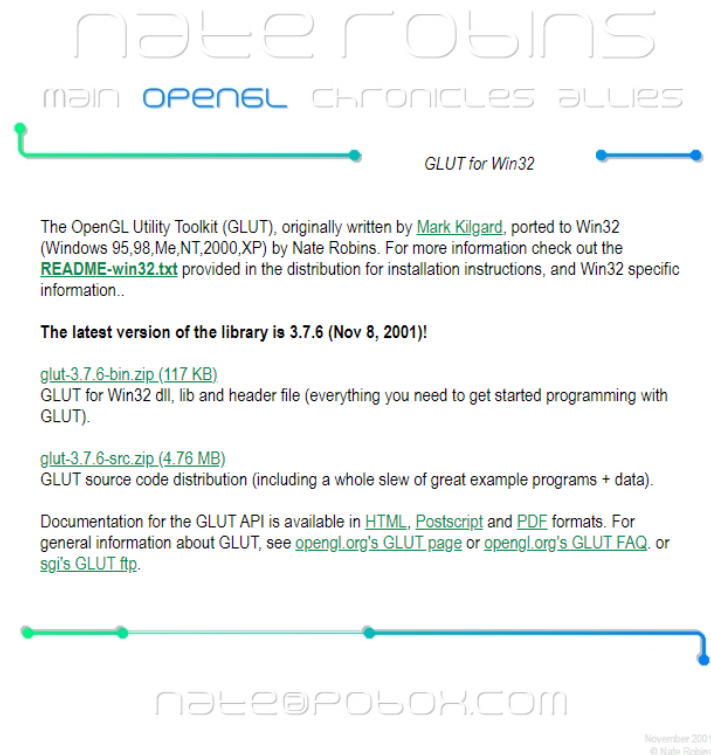 nate robins
main opengl chronicles allies
GLUT for Win32
The OpenGL Utility Toolkit (GLUT), originally written by Mark Kilgard, ported to Win32
(Windows 95,98,Me,NT,2000,XP) by Nate Robins. For more information check out the
README-win32.txt provided in the distribution for installation instructions, and Win32 specific
information..
The latest version of the library is 3.7.6 (Nov 8, 2001)!
glut-3.7.6-bin.zip (117 KB)
GLUT for Win32 dll, lib and header file (everything you need to get started programming with
GLUT).
glut-3.7.6-src.zip (4.76 MB)
GLUT source code distribution (including a whole slew of great example programs + data).
Documentation for the GLUT API is available in HTML, Postscript and PDF formats. For
general information about GLUT, see opengl.org's GLUT page or opengl.org's GLUT FAQ. or
sgi's GLUT ftp.
nate@pobox.com
November 2001
© Nate Robins